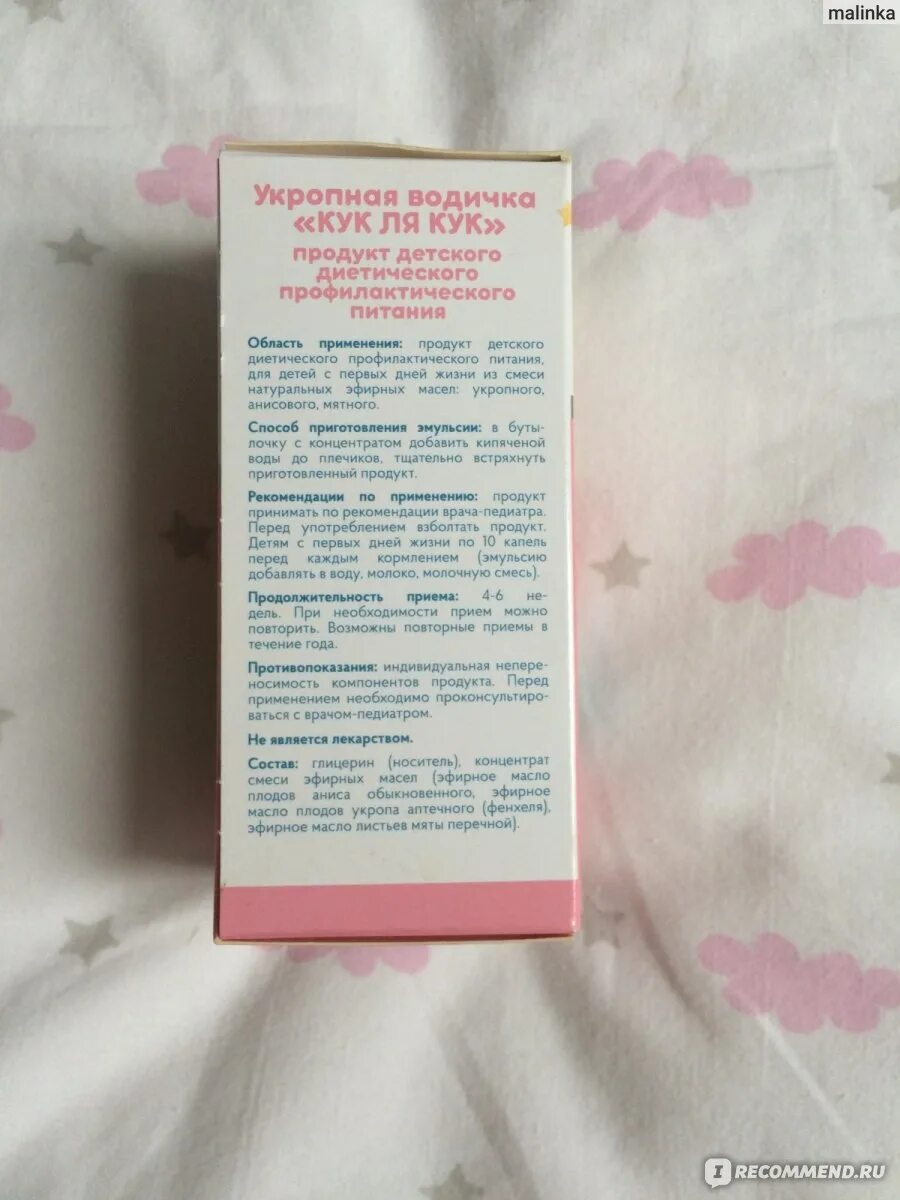 malinka
Укропная водичка
«КУК ЛЯ КУК»
продукт детского
диетического
профилактического
питания
Область применения: продукт детского
диетического профилактического питания,
для детей с первых дней жизни из смеси
натуральных эфирных масел: укропного,
анисового, мятного.
Способ приготовления эмульсии: в буты-
лочку с концентратом добавить кипяченой
воды до плечиков, тщательно встряхнуть
приготовленный продукт.
Рекомендации по применению: продукт
принимать по рекомендации врача-педиатра.
Перед употреблением взболтать продукт.
Детям с первых дней жизни по 10 капель
перед каждым кормлением (эмульсию
добавлять в воду, молоко, молочную смесь).
Продолжительность приема: 4-6 не-
дель. При необходимости прием можно
повторить. Возможны повторные приемы в
течение года.
Противопоказания: индивидуальная непере-
носимость компонентов продукта. Перед
применением необходимо проконсультиро-
ваться с врачом-педиатром.
Не является лекарством.
Состав: глицерин (носитель), концентрат
смеси эфирных масел (эфирное масло
плодов аниса обыкновенного, эфирное
масло плодов укропа аптечного (фенхеля),
эфирное масло листьев мяты перечной).
I RECOMMEND.RU